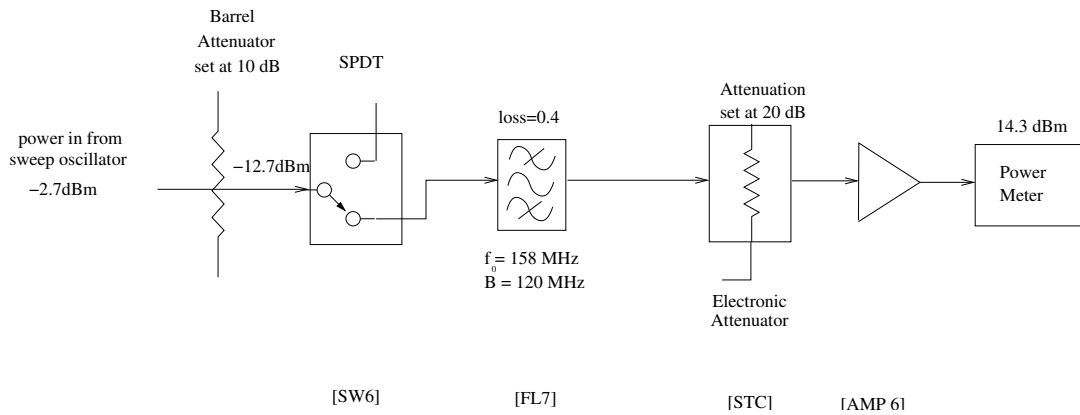 Barrel
Attenuator
set at 10 dB
SPDT
power in from
sweep oscillator
−2.7dBm
−12.7dBm
loss=0.4
f0 = 158 MHz
B = 120 MHz
Attenuation
set at 20 dB
Electronic
Attenuator
14.3 dBm
Power
Meter
[SW6]
[FL7]
[STC]
[AMP 6]